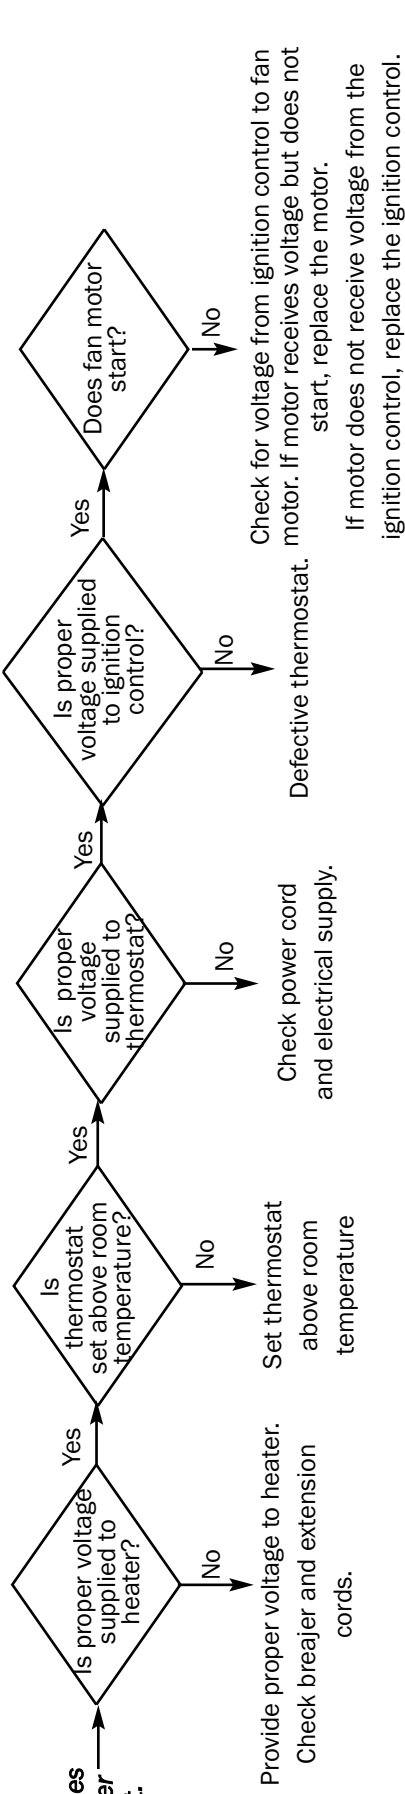 es
er
t.
Is proper voltage
supplied to
heater?
Yes
No
Provide proper voltage to heater.
Check breajer and extension
cords.
Is
thermostat
set above room
temperature?
Yes
No
Set thermostat
above room
temperature
Is proper
voltage
supplied to
thermostat?
Yes
No
Check power cord
and electrical supply.
Is proper
voltage supplied
to ignition
control?
Yes
No
Defective thermostat.
Does fan motor
start?
No
Check for voltage from ignition control to fan
motor. If motor receives voltage but does not
start, replace the motor.
If motor does not receive voltage from the
ignition control, replace the ignition control.